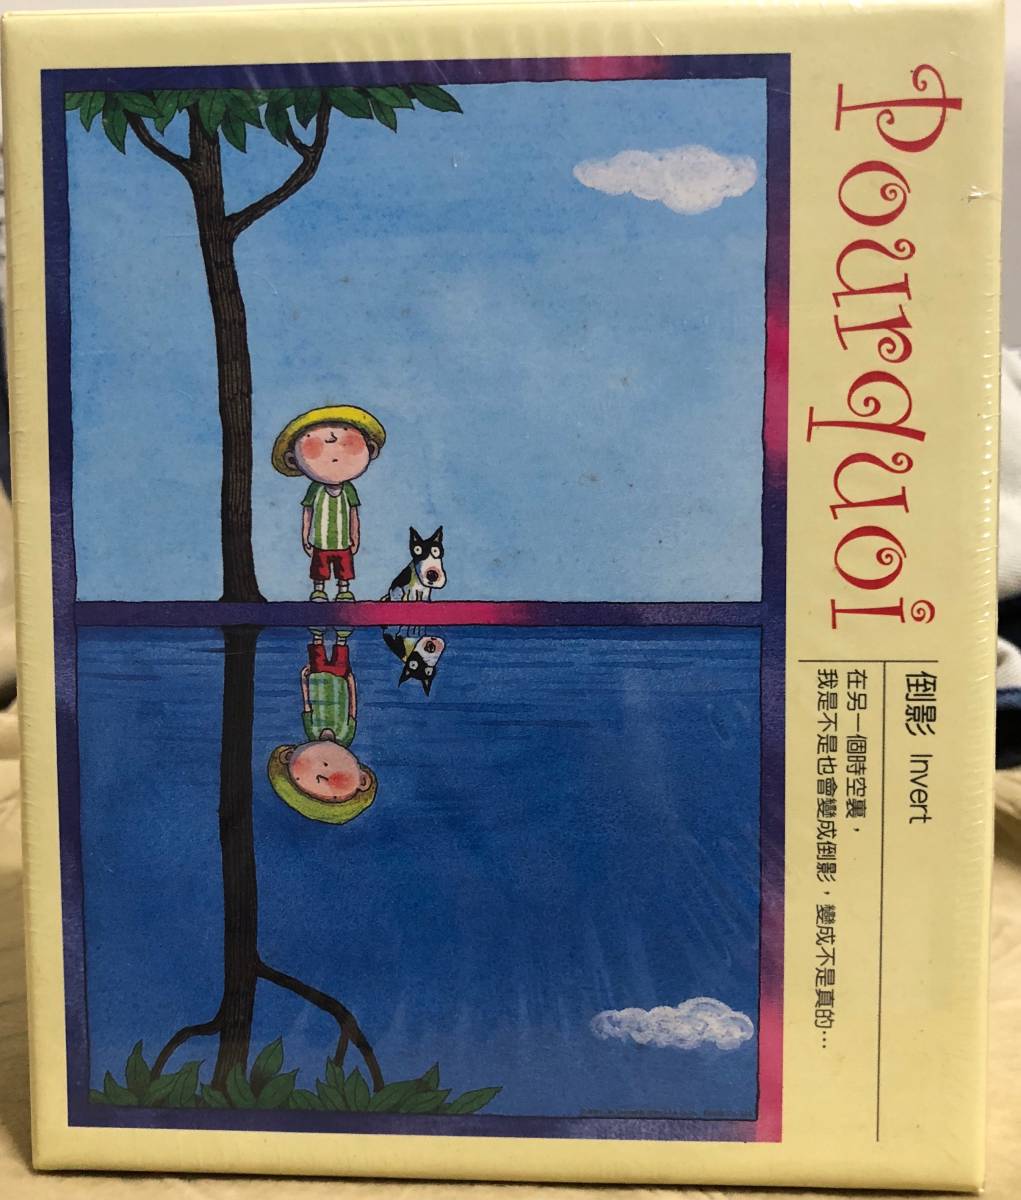 Pourquoi
倒影 Invert
在另一個時空裏，
我是不是也會變成倒影，變成不是真的…